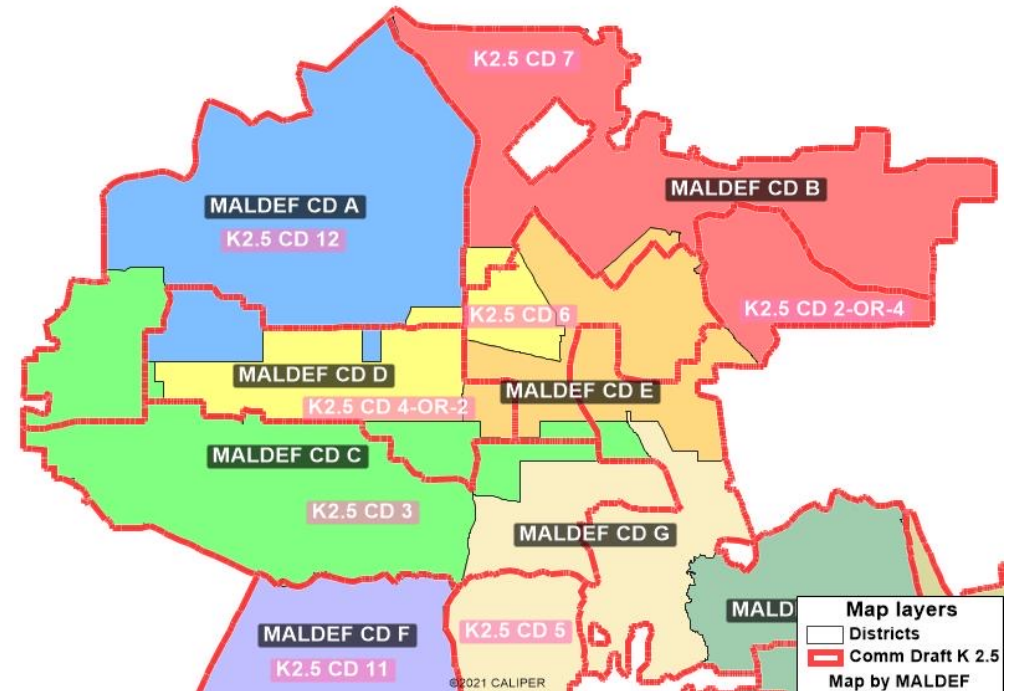 K2.5 CD 7
MALDEF CD B
MALDEF CD A
K2.5 CD 12
K2.5 CD 6
K2.5 CD 2-OR-4
MALDEF CD D
MALDEF CD E
K2.5 CD 4-OR-2
MALDEF CD C
K2.5 CD 3
MALDEF CD G
MALD
MALDEF CD F
K2.5 CD 5
K2.5 CD 11
©2021 CALIPER
Map layers
Districts
Comm Draft K 2.5
Map by MALDEF